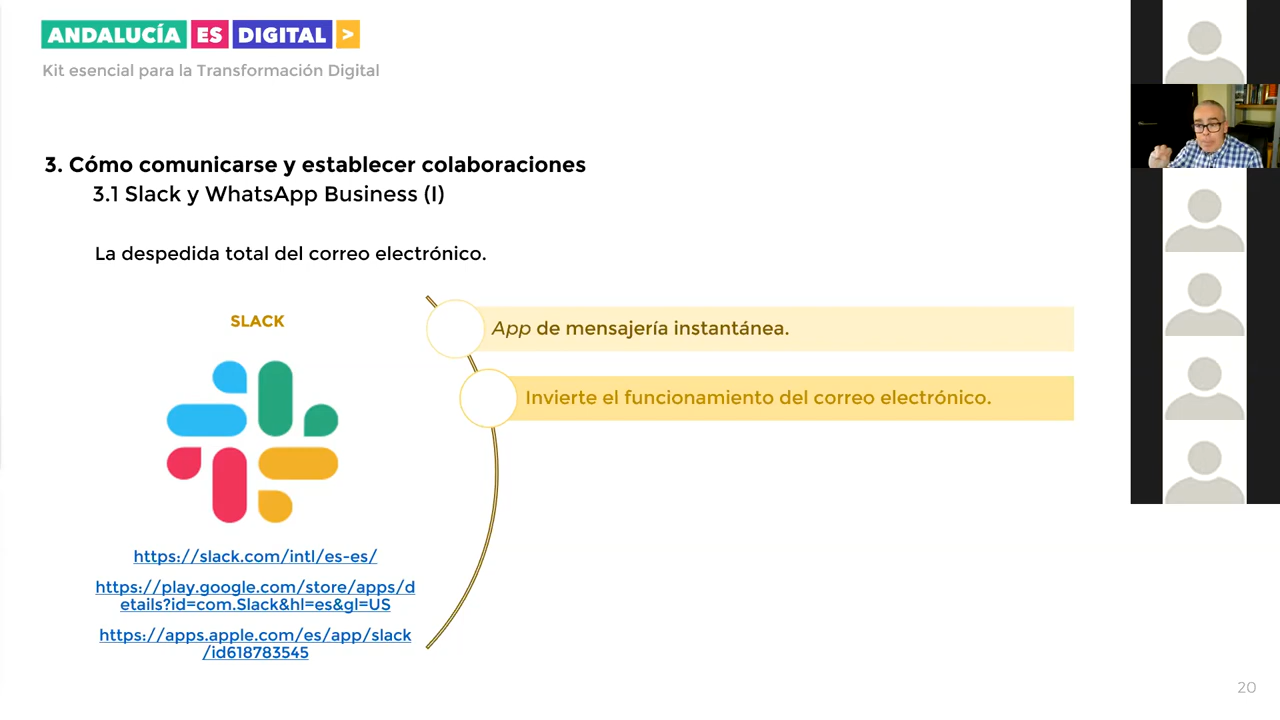 ANDALUCÍA ES DIGITAL >
Kit esencial para la Transformación Digital
3. Cómo comunicarse y establecer colaboraciones
3.1 Slack y WhatsApp Business (I)
La despedida total del correo electrónico.
SLACK
App de mensajería instantánea.
Invierte el funcionamiento del correo electrónico.
https://slack.com/intl/es-es/
https://play.google.com/store/apps/d
etails?id=com.Slack&hl=es&gl=US
https://apps.apple.com/es/app/slack
/id618783545
20